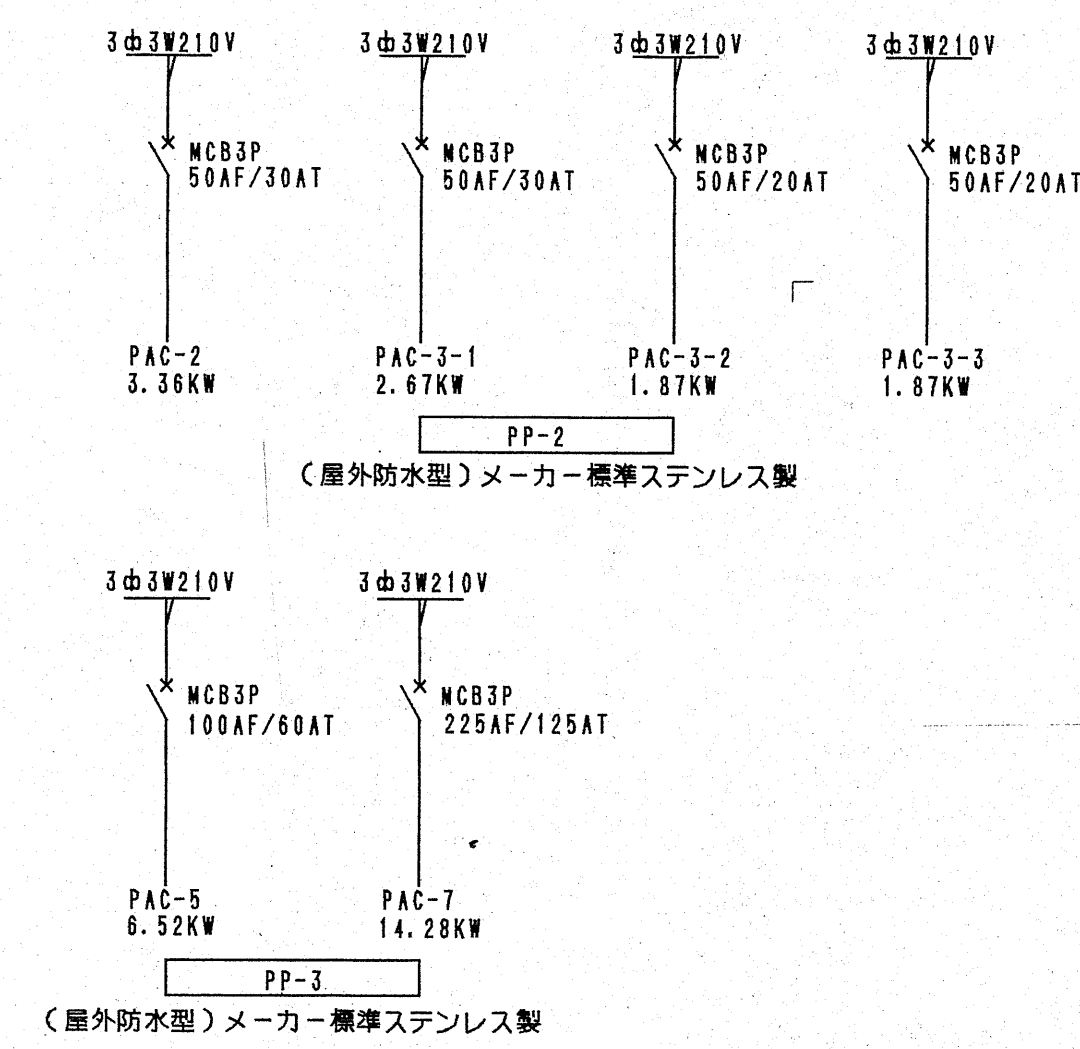 3φ3W210V
MCB3P
50AF/30AT
PAC-2
3.36KW
3φ3W210V
MCB3P
50AF/30AT
PAC-3-1
2.67KW
3φ3W210V
MCB3P
50AF/20AT
PAC-3-2
1.87KW
3φ3W210V
MCB3P
50AF/20AT
PAC-3-3
1.87KW
PP-2
(屋外防水型)メーカー標準ステンレス製
3φ3W210V
MCB3P
100AF/60AT
PAC-5
6.52KW
3φ3W210V
MCB3P
225AF/125AT
PAC-7
14.28KW
PP-3
(屋外防水型)メーカー標準ステンレス製